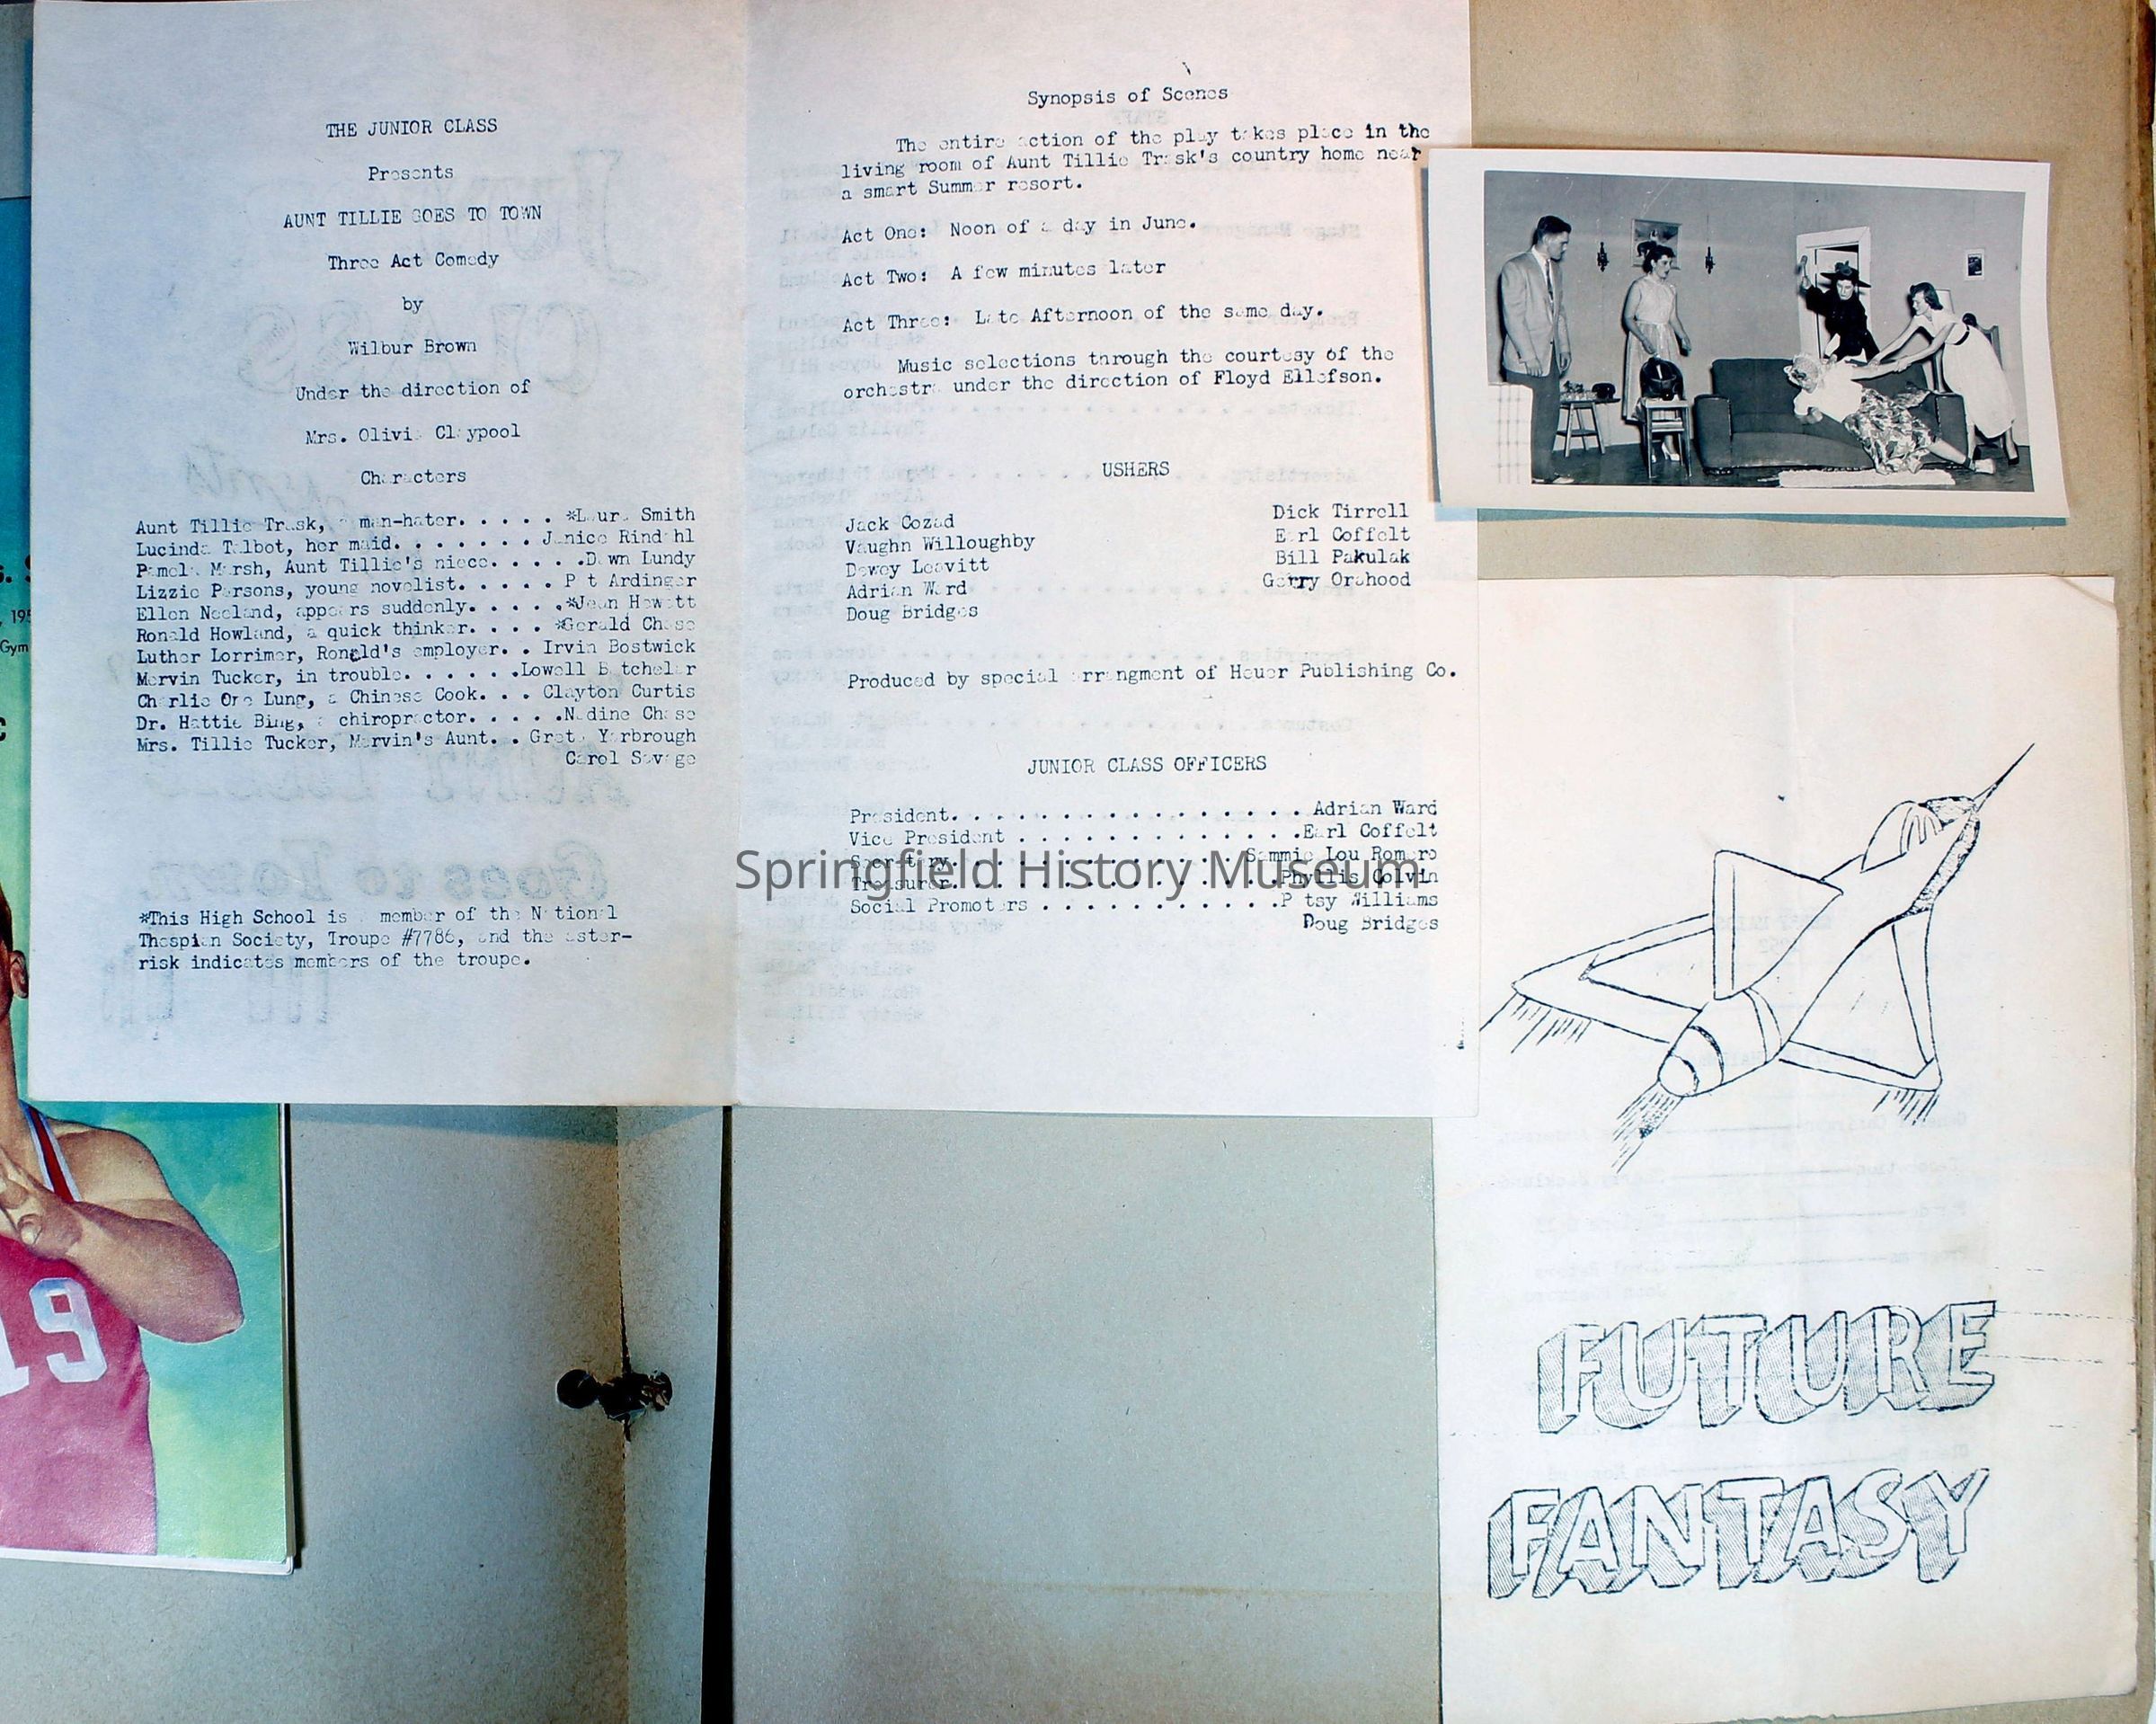 THE JUNIOR CLASS
Presents
AUNT TILLIE GOES TO TOWN
Three Act Comedy
by
Wilbur Brown
Under the direction of
Mrs. Olivia Claypool
Characters
Aunt Tillie Trask, a man-hater. . . . . *Laura Smith
Lucinda Talbot, her maid. . . . . . . Janice Rindahl
Pamela Marsh, Aunt Tillie's niece. . . . . .Dawn Lundy
Lizzie Parsons, young novelist. . . . . Pat Ardinger
Ellen Neeland, appears suddenly. . . . . .*Jean Hewett
Ronald Howland, a quick thinker. . . . *Gerald Chase
Luther Lorrimer, Ronald's employer. . Irvin Bostwick
Mervin Tucker, in trouble. . . . . . .Lowell Batchelar
Charlie One Lung, a Chinese Cook. . . Clayton Curtis
Dr. Hattie Bing, a chiropractor. . . . . .Nadine Chase
Mrs. Tillie Tucker, Mervin's Aunt. . Greta Yarbrough
Carol Savage
*This High School is a member of the National
Thespian Society, Troupe #7786, and the aster-
risk indicates members of the troupe.
Synopsis of Scenes
The entire action of the play takes place in the
living room of Aunt Tillie Trask's country home near
a smart Summer resort.
Act One: Noon of a day in June.
Act Two: A few minutes later
Act Three: Late Afternoon of the same day.
Music selections through the courtesy of the
orchestra under the direction of Floyd Ellefson.
USHERS
Jack Cozad Dick Tirrell
Vaughn Willoughby Earl Coffelt
Dewey Leavitt Bill Pakulak
Adrian Ward Gerry Orahood
Doug Bridges
Produced by special arrangment of Heuer Publishing Co.
JUNIOR CLASS OFFICERS
President. . . . . . . . . . . . . . . . . Adrian Ward
Vice President . . . . . . . . . . . . . .Earl Coffelt
Secretary. . . . . . . . . . . . . . Sammie Lou Romero
Treasurer. . . . . . . . . . . . . . . .Phyllis Colvin
Social Promoters . . . . . . . . . . . .Patsy Williams
Doug Bridges
Springfield History Museum
FUTURE
FANTASY
19
Gym